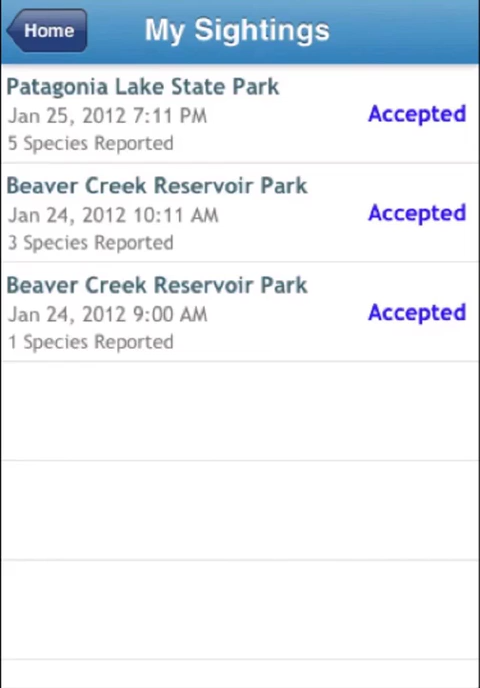 Home
My Sightings
Patagonia Lake State Park
Jan 25, 2012 7:11 PM
Accepted
5 Species Reported
Beaver Creek Reservoir Park
Jan 24, 2012 10:11 AM
Accepted
3 Species Reported
Beaver Creek Reservoir Park
Jan 24, 2012 9:00 AM
Accepted
1 Species Reported